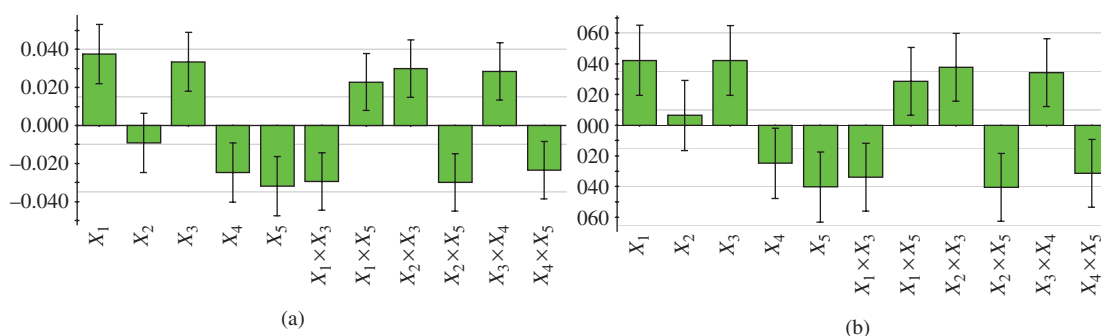 0.040
0.020
0.000
–0.020
–0.040
X₁
X₂
X₃
X₄
X₅
X₁ × X₃
X₁ × X₅
X₂ × X₃
X₂ × X₅
X₃ × X₄
X₄ × X₅
(a)
060
040
020
000
020
040
060
X₁
X₂
X₃
X₄
X₅
X₁ × X₃
X₁ × X₅
X₂ × X₃
X₂ × X₅
X₃ × X₄
X₄ × X₅
(b)